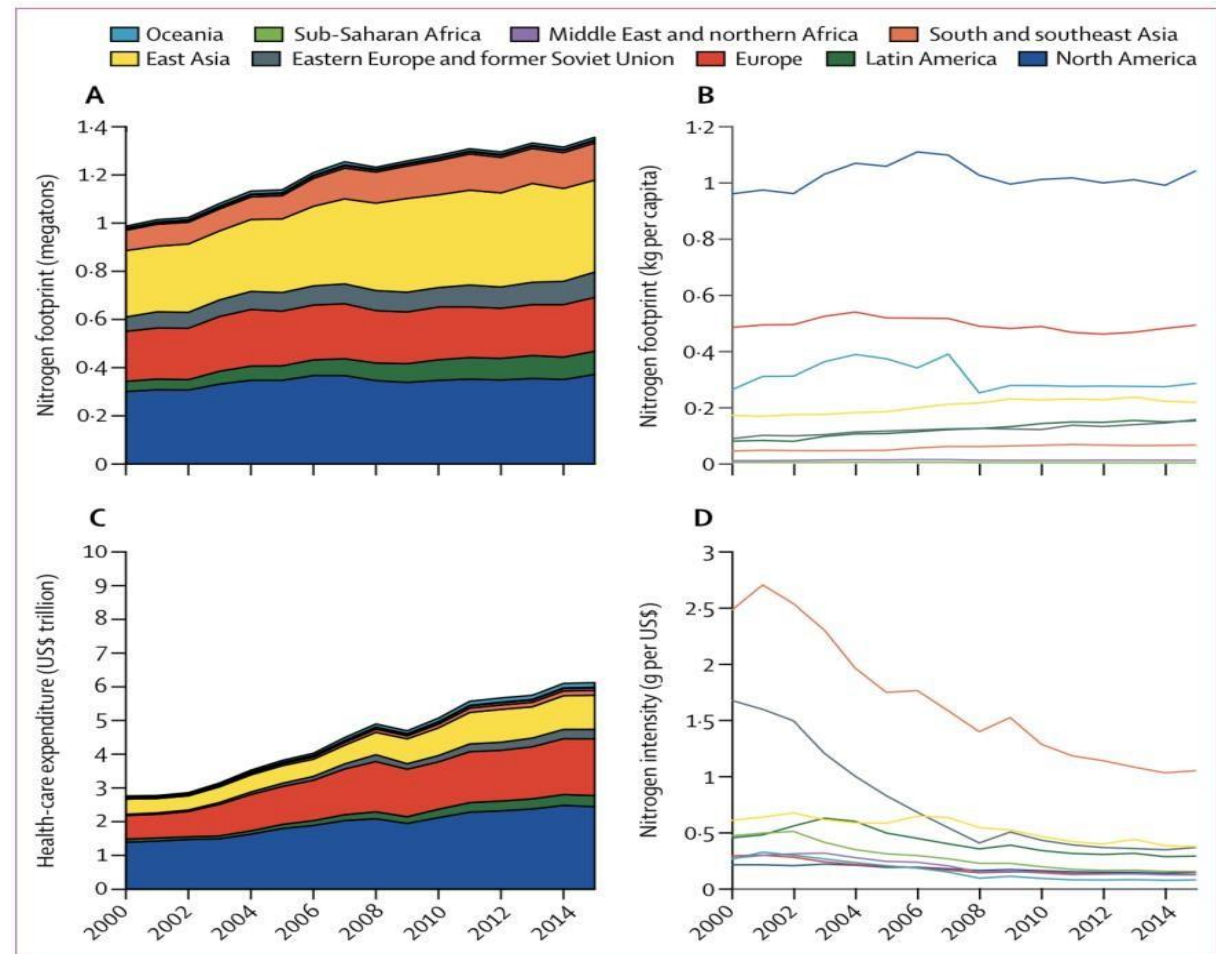 Oceania Sub-Saharan Africa Middle East and northern Africa South and southeast Asia
East Asia Eastern Europe and former Soviet Union Europe Latin America North America
A
Nitrogen footprint (megatons)
1·4
1·2
1
0·8
0·6
0·4
0·2
0
B
Nitrogen footprint (kg per capita)
1·2
1
0·8
0·6
0·4
0·2
0
C
Health-care expenditure (US$ trillion)
10
9
8
7
6
5
4
3
2
1
0
2000 2002 2004 2006 2008 2010 2012 2014
D
Nitrogen intensity (g per US$)
3
2·5
2
1·5
1
0·5
0
2000 2002 2004 2006 2008 2010 2012 2014